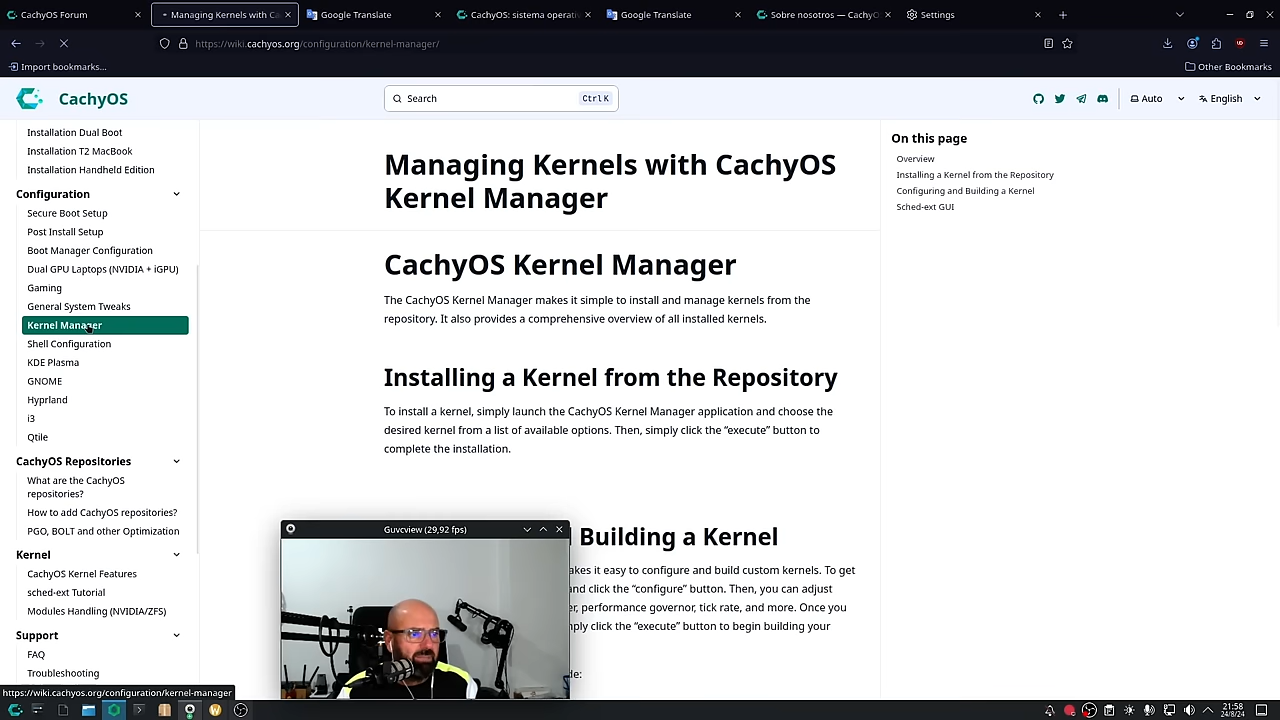 CachyOS Forum
Managing Kernels with Ca
Google Translate
CachyOS: sistema operati
Google Translate
Sobre nosotros — CachyO
Settings
https://wiki.cachyos.org/configuration/kernel-manager/
Import bookmarks...
Other Bookmarks
CachyOS
Search
Ctrl K
Auto
English
Installation Dual Boot
Installation T2 MacBook
Installation Handheld Edition
Configuration
Secure Boot Setup
Post Install Setup
Boot Manager Configuration
Dual GPU Laptops (NVIDIA + iGPU)
Gaming
General System Tweaks
Kernel Manager
Shell Configuration
KDE Plasma
GNOME
Hyprland
i3
Qtile
CachyOS Repositories
What are the CachyOS
repositories?
How to add CachyOS repositories?
PGO, BOLT and other Optimization
Kernel
CachyOS Kernel Features
sched-ext Tutorial
Modules Handling (NVIDIA/ZFS)
Support
FAQ
Troubleshooting
https://wiki.cachyos.org/configuration/kernel-manager
Managing Kernels with CachyOS
Kernel Manager
CachyOS Kernel Manager
The CachyOS Kernel Manager makes it simple to install and manage kernels from the
repository. It also provides a comprehensive overview of all installed kernels.
Installing a Kernel from the Repository
To install a kernel, simply launch the CachyOS Kernel Manager application and choose the
desired kernel from a list of available options. Then, simply click the “execute” button to
complete the installation.
Building a Kernel
akes it easy to configure and build custom kernels. To get
and click the “configure” button. Then, you can adjust
er, performance governor, tick rate, and more. Once you
mply click the “execute” button to begin building your
de:
Guvcview (29,92 fps)
On this page
Overview
Installing a Kernel from the Repository
Configuring and Building a Kernel
Sched-ext GUI
21:58
24/8/24